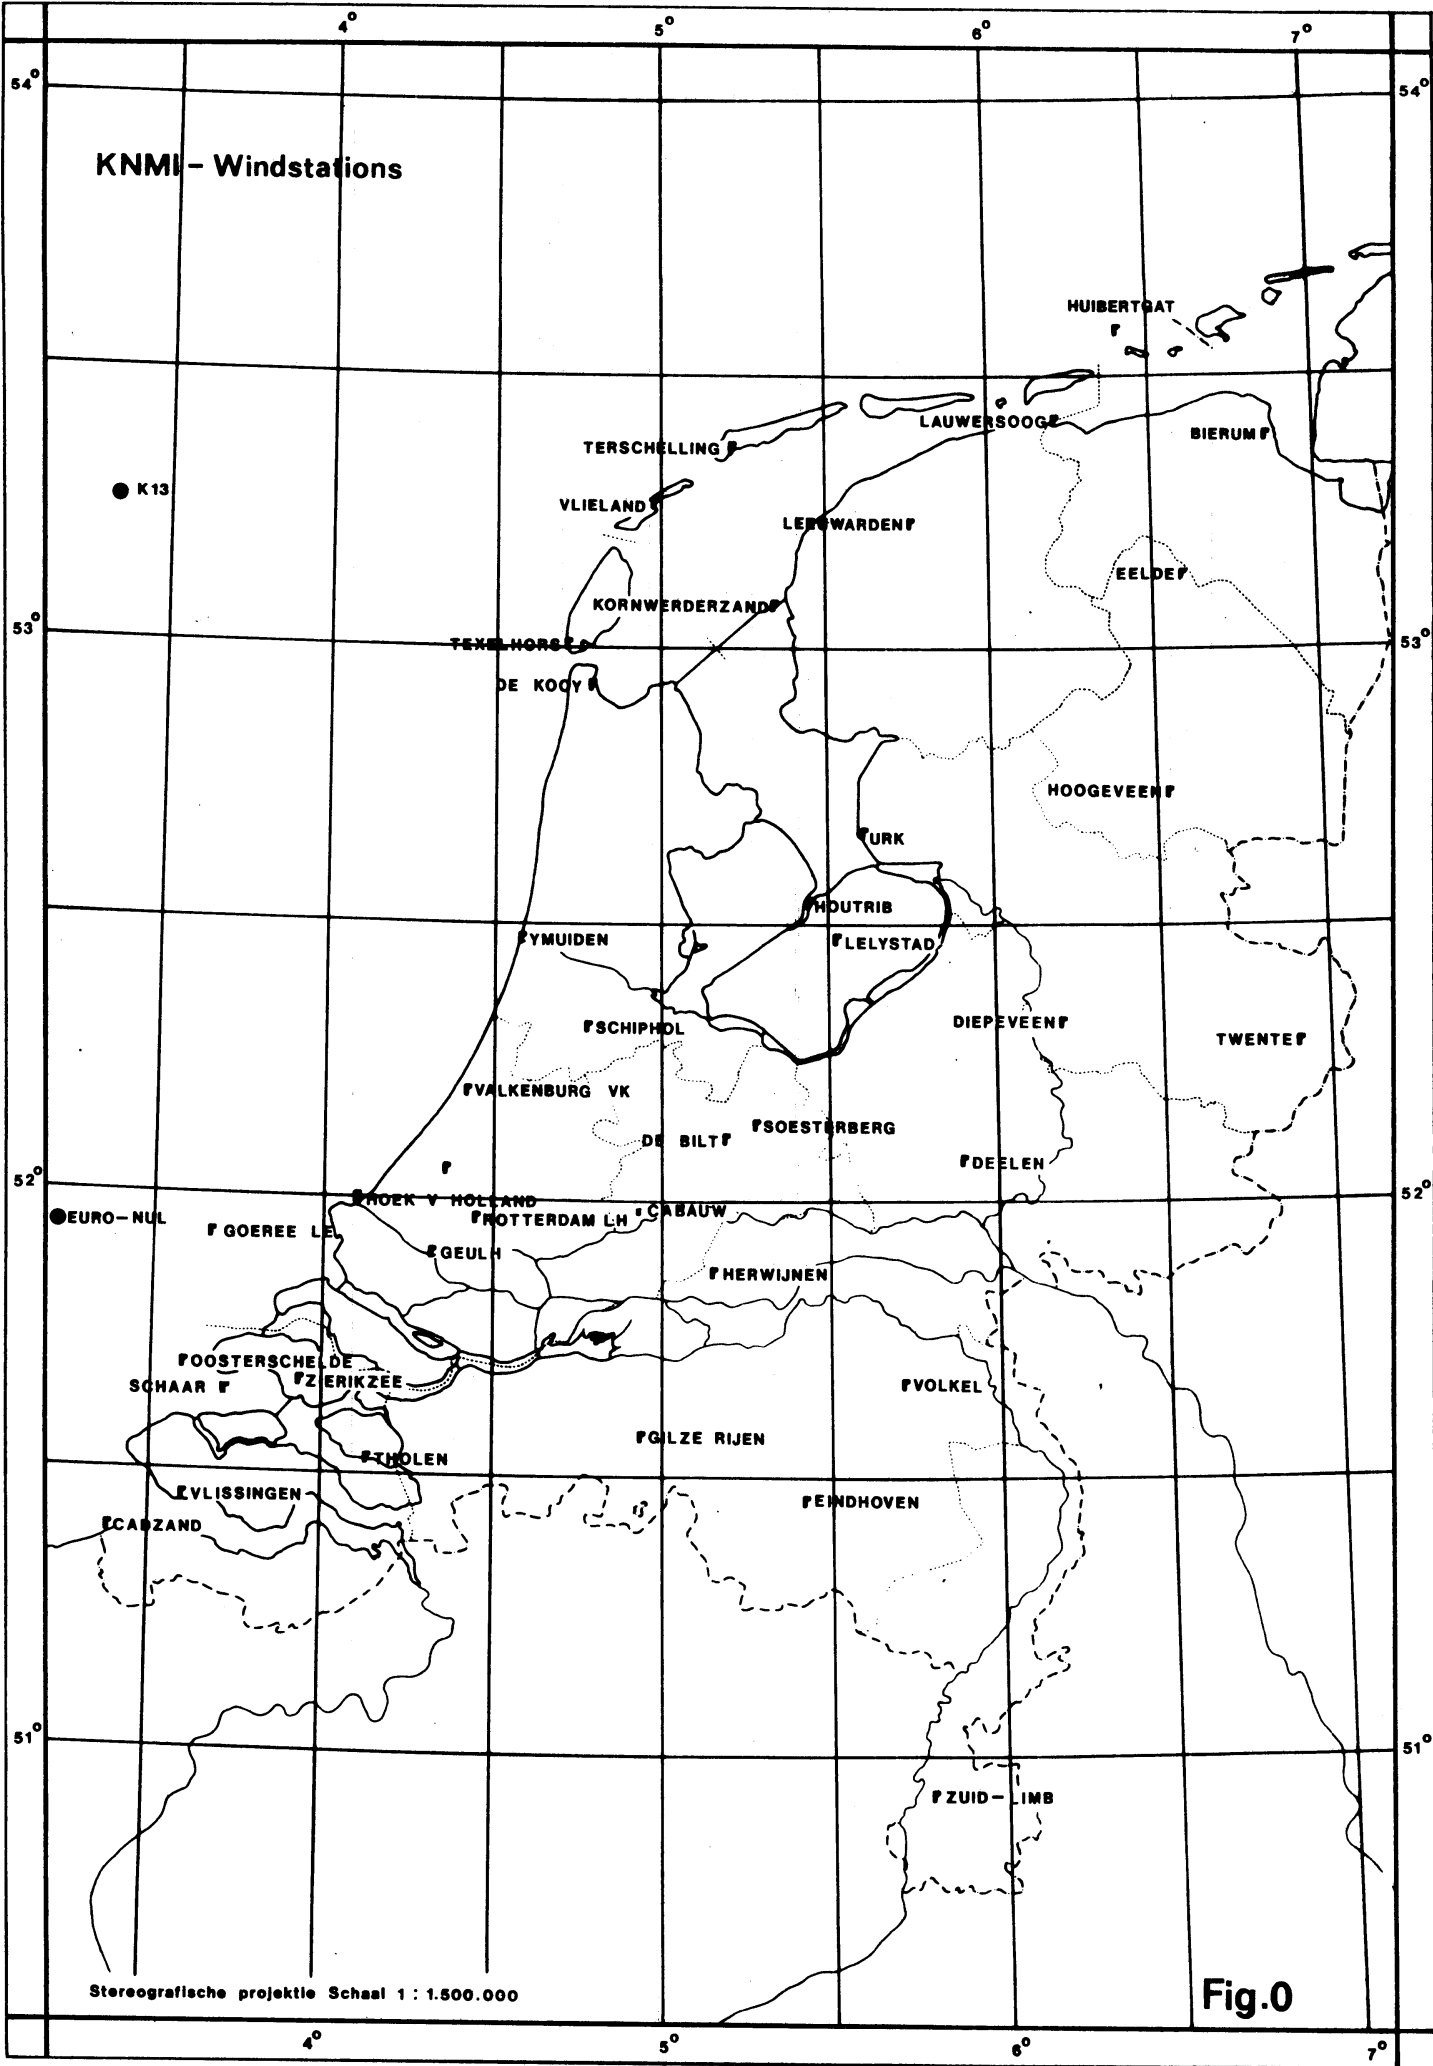 4° 5° 6° 7°
54° 54°
KNMI – Windstations
HUIBERTGAT
LAUWERSOOG
BIERUM
TERSCHELLING
K13
VLIELAND
LEEUWARDEN
EELDE
KORNWERDERZAND
53° 53°
TEXELHORS
DE KOOY
HOOGEVEEN
URK
HOUTRIB
YMUIDEN
LELYSTAD
SCHIPHOL
DIEPEVEEN
TWENTE
VALKENBURG VK
SOESTERBERG
DE BILT
DEELEN
52° 52°
HOEK V HOLLAND
CABAUW
EURO–NUL
ROTTERDAM LH
GOEREE LE
GEULH
HERWIJNEN
OOSTERSCHELDE
ZIERIKZEE
SCHAAR
VOLKEL
GILZE RIJEN
THOLEN
VLISSINGEN
EINDHOVEN
CADZAND
51° 51°
ZUID–LIMB
Stereografische projektie Schaal 1 : 1.500.000
Fig.0
4° 5° 6° 7°